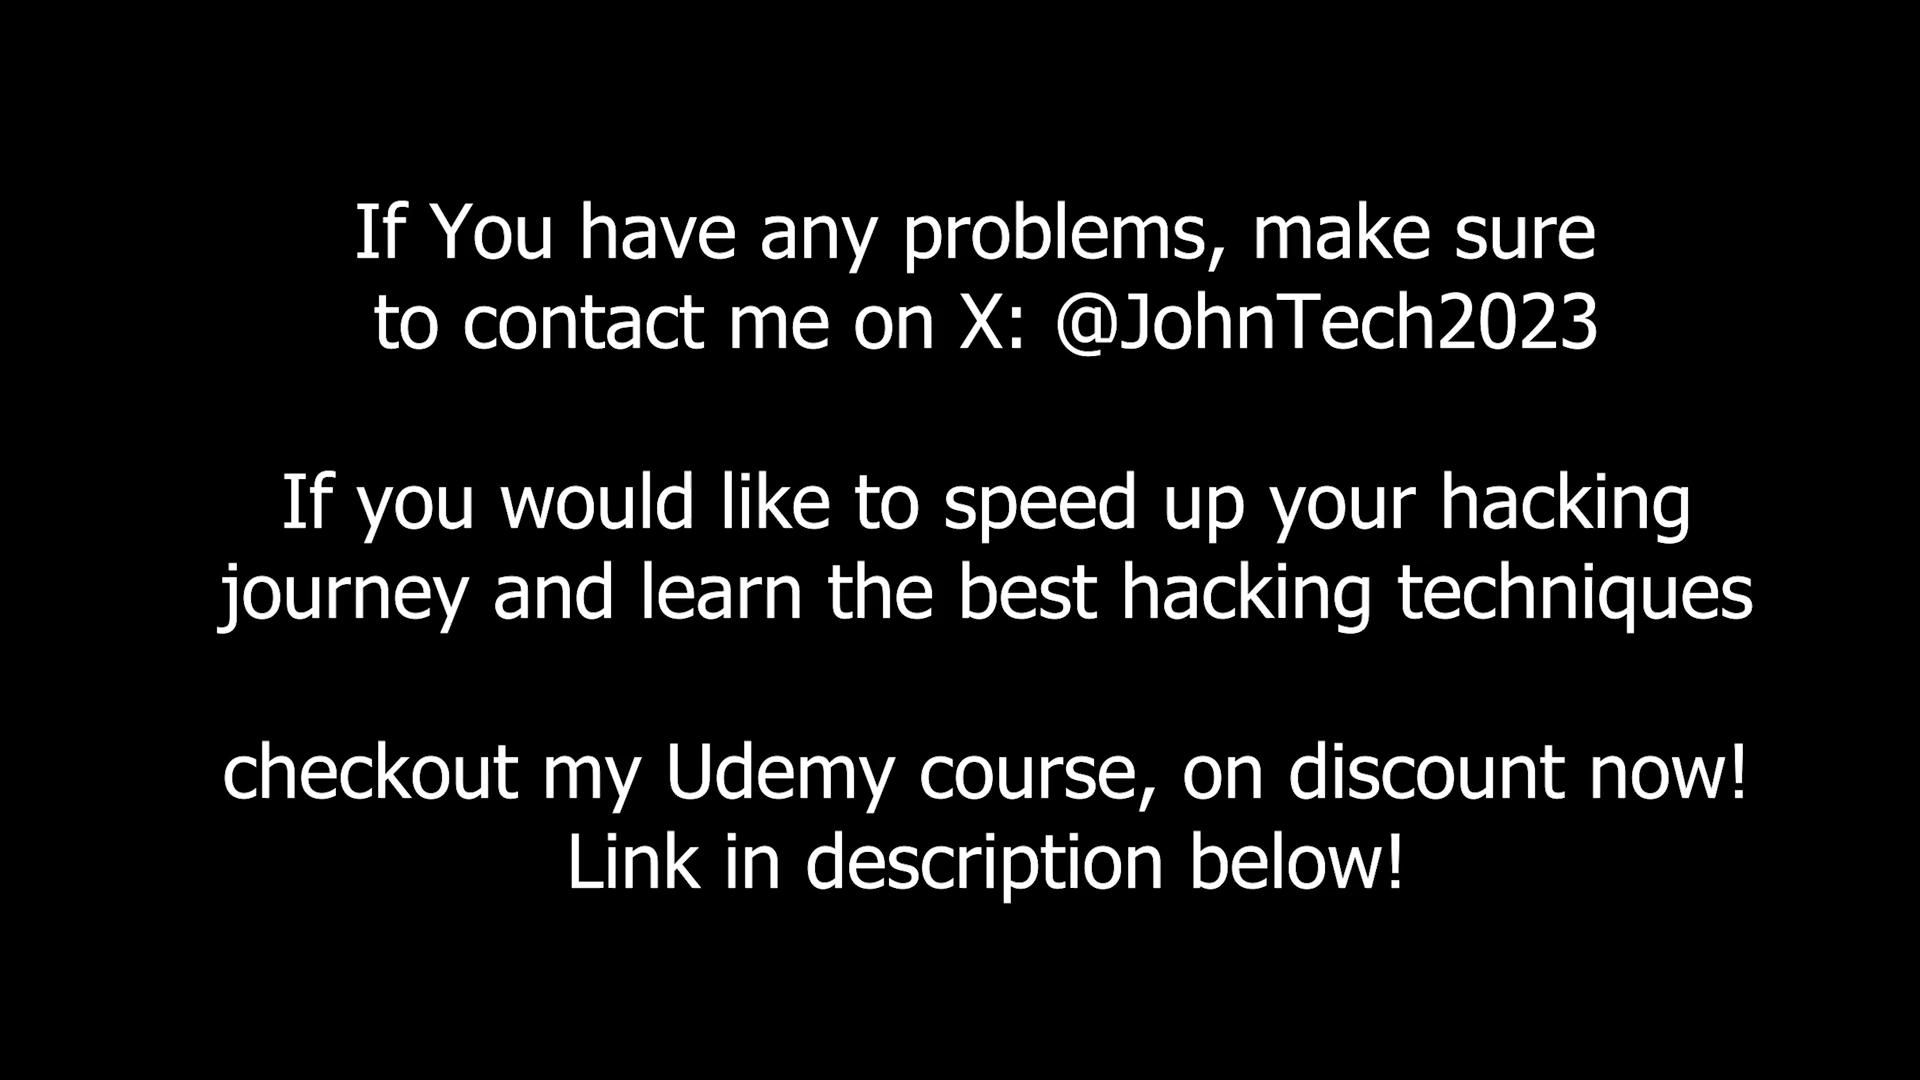 If You have any problems, make sure
to contact me on X: @JohnTech2023
If you would like to speed up your hacking
journey and learn the best hacking techniques
checkout my Udemy course, on discount now!
Link in description below!